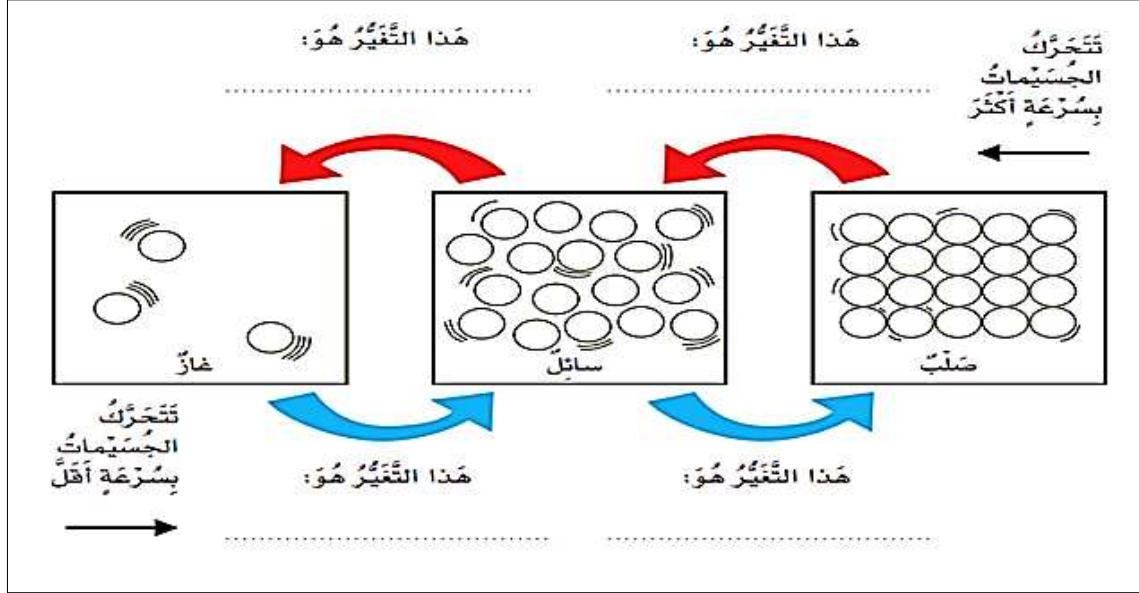 هَذا التَّغَيُّرُ هُوَ:
هَذا التَّغَيُّرُ هُوَ:
تَتَحَرَّكُ
الجُسَيْماتُ
بِسُرْعَةٍ أَكْثَرَ
صَلْبٌ
سائِلٌ
غازٌ
تَتَحَرَّكُ
الجُسَيْماتُ
بِسُرْعَةٍ أَقَلَّ
هَذا التَّغَيُّرُ هُوَ:
هَذا التَّغَيُّرُ هُوَ: